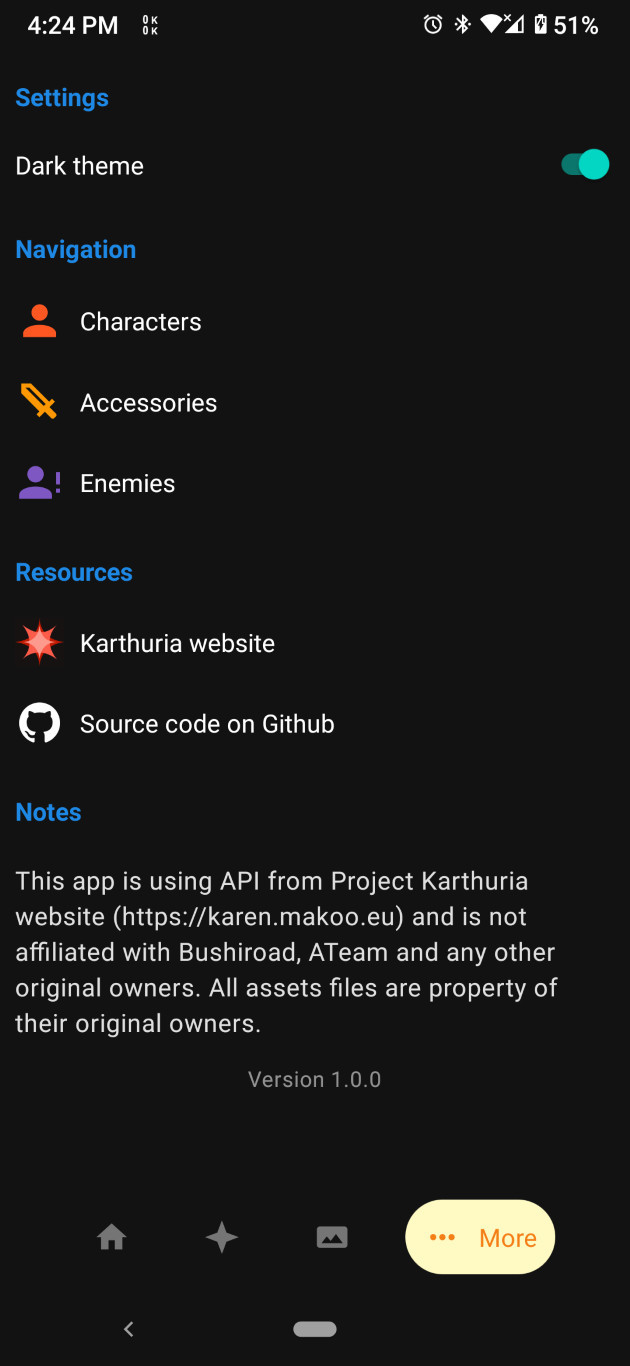 4:24 PM 0K 0K 51%
Settings
Dark theme
Navigation
Characters
Accessories
Enemies
Resources
Karthuria website
Source code on Github
Notes
This app is using API from Project Karthuria
website (https://karen.makoo.eu) and is not
affiliated with Bushiroad, ATeam and any other
original owners. All assets files are property of
their original owners.
Version 1.0.0
More